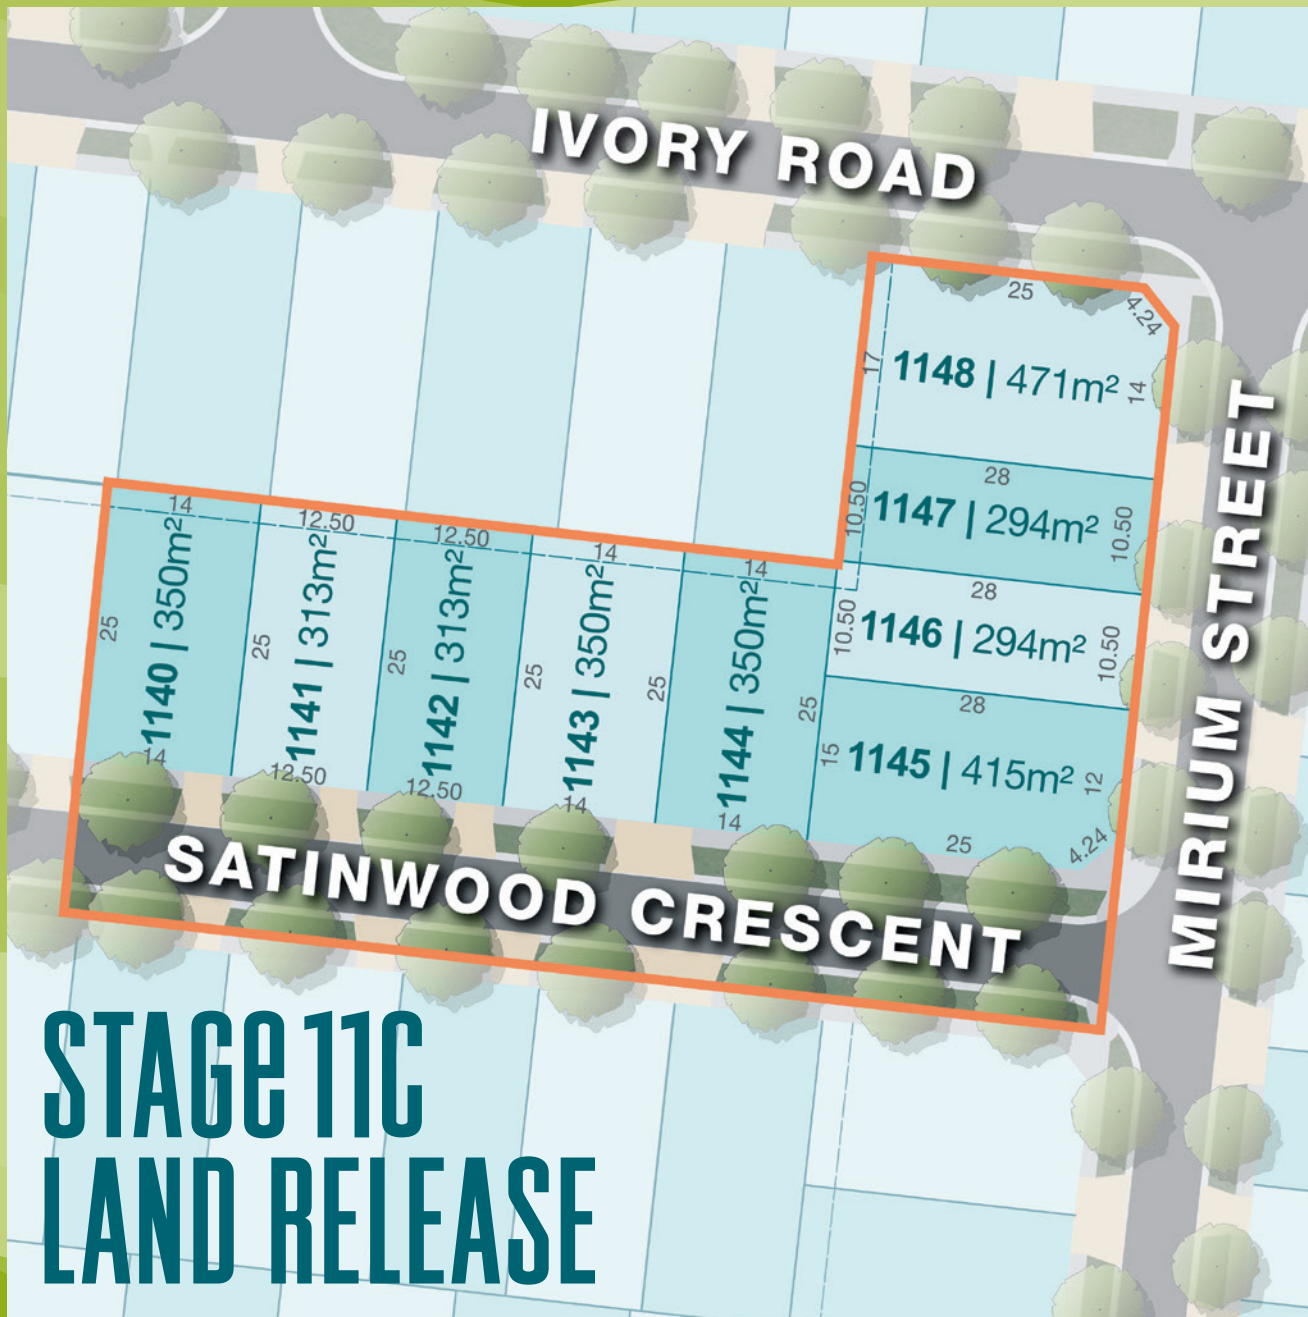 IVORY ROAD
25
4.24
17
1148 | 471m²
14
28
10.50
1147 | 294m²
10.50
28
10.50
1146 | 294m²
10.50
28
15
1145 | 415m²
12
25
4.24
14
25
1140 | 350m²
14
12.50
25
1141 | 313m²
12.50
12.50
25
1142 | 313m²
12.50
14
25
1143 | 350m²
14
14
25
1144 | 350m²
25
14
MIRIUM STREET
SATINWOOD CRESCENT
STAGe 11C
LAND RELEASE